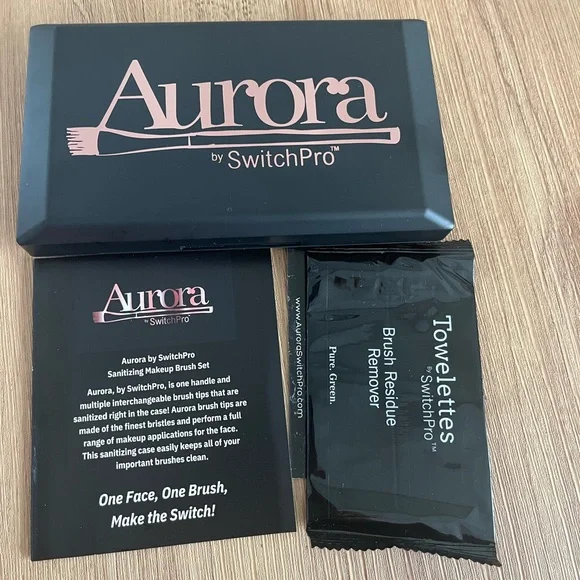 Aurora
by SwitchPro™
Aurora
by SwitchPro™
Aurora by SwitchPro
Sanitizing Makeup Brush Set
Aurora, by SwitchPro, is one handle and
multiple interchangeable brush tips that are
sanitized right in the case! Aurora brush tips are
made of the finest bristles and perform a full
range of makeup applications for the face.
This sanitizing case easily keeps all of your
important brushes clean.
One Face, One Brush,
Make the Switch!
www.AuroraSwitchPro.com
Towelettes
By SwitchPro™
Brush Residue
Remover
Pure. Green.